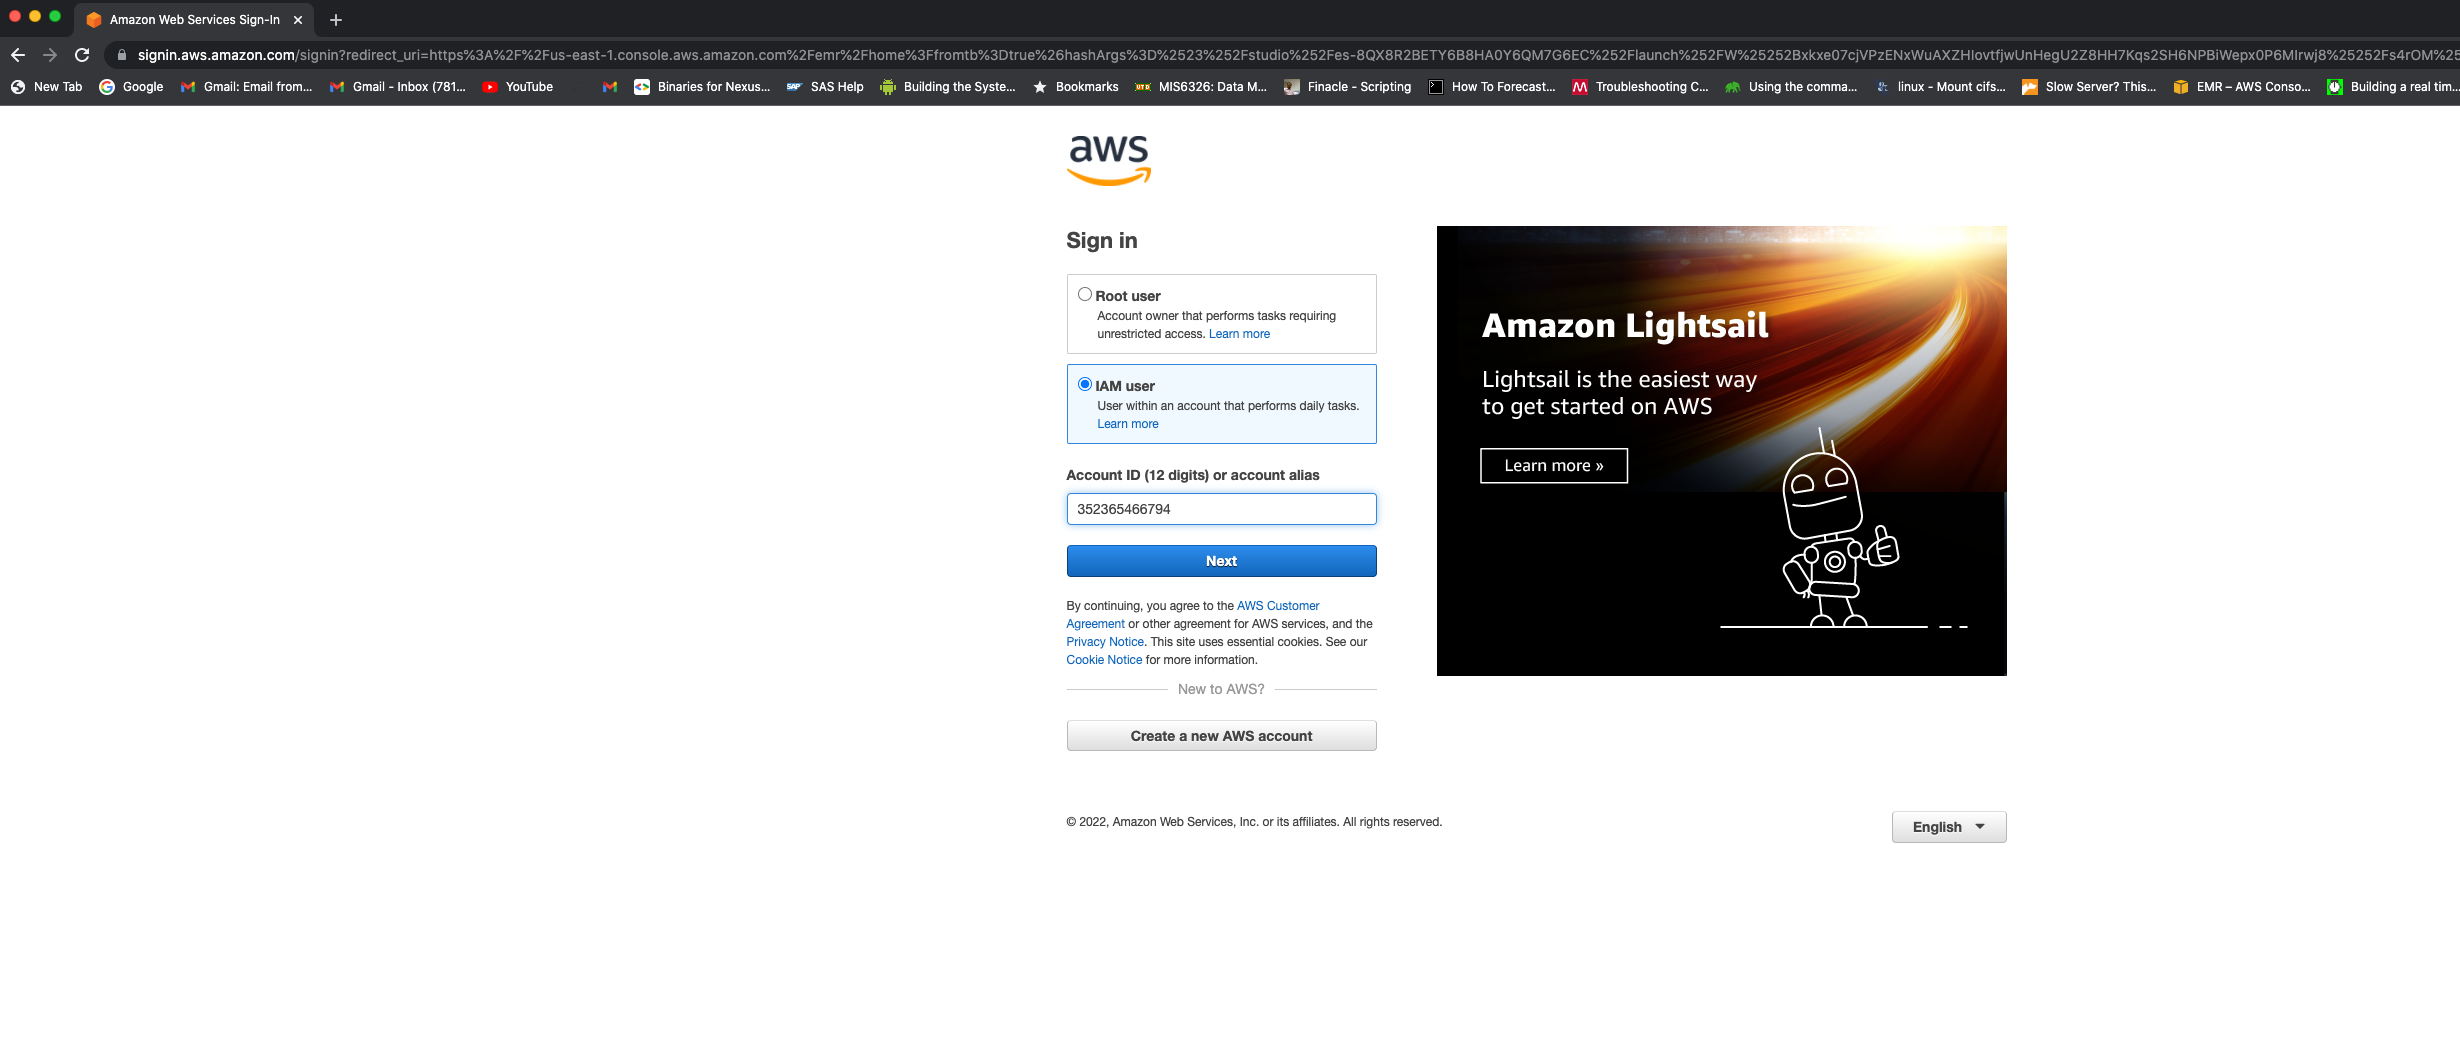 Amazon Web Services Sign-In
signin.aws.amazon.com/signin?redirect_uri=https%3A%2F%2Fus-east-1.console.aws.amazon.com%2Femr%2Fhome%3Ffromtb%3Dtrue%26hashArgs%3D%2523%252Fstudio%252Fes-8QX8R2BETY6B8HA0Y6QM7G6EC%252Flaunch%252FW%25252Bxkxe07cjVPzENxWuAXZHIovtfjwUnHegU2Z8HH7Kqs2SH6NPBiWepx0P6MIrwj8%25252Fs4rOM%25
New Tab Google Gmail: Email from... Gmail - Inbox (781... YouTube Binaries for Nexus... SAP SAS Help Building the Syste... Bookmarks UTD MIS6326: Data M... Finacle - Scripting How To Forecast... Troubleshooting C... Using the comma... linux - Mount cifs... Slow Server? This... EMR – AWS Conso... Building a real tim...
aws
Sign in
Root user
Account owner that performs tasks requiring
unrestricted access. Learn more
IAM user
User within an account that performs daily tasks.
Learn more
Account ID (12 digits) or account alias
352365466794
Next
By continuing, you agree to the AWS Customer
Agreement or other agreement for AWS services, and the
Privacy Notice. This site uses essential cookies. See our
Cookie Notice for more information.
New to AWS?
Create a new AWS account
Amazon Lightsail
Lightsail is the easiest way
to get started on AWS
Learn more »
© 2022, Amazon Web Services, Inc. or its affiliates. All rights reserved.
English